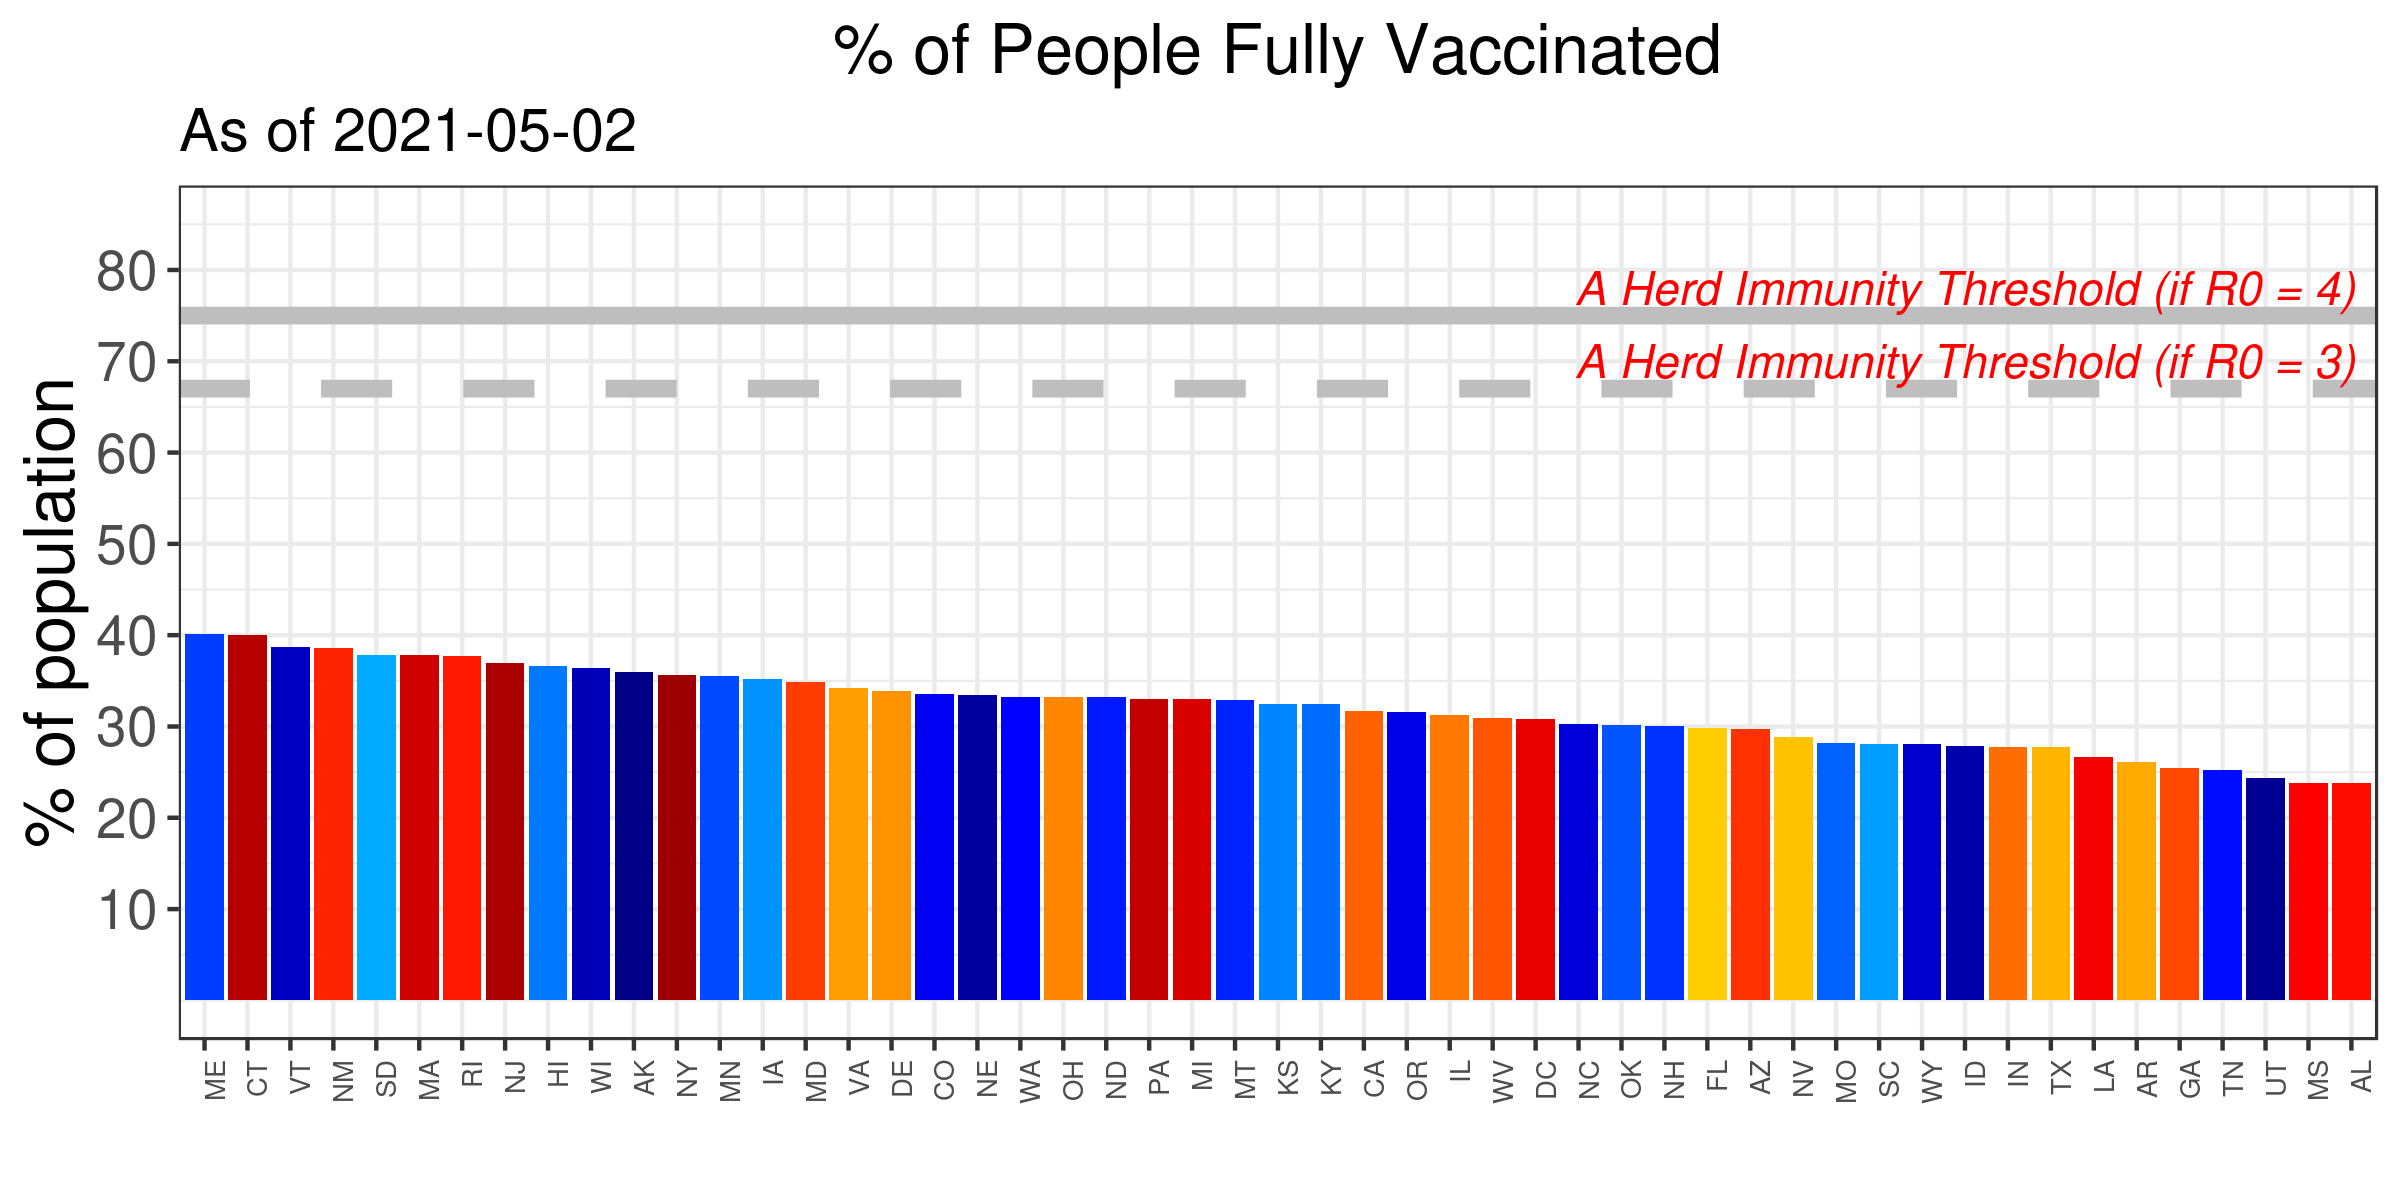 % of People Fully Vaccinated
As of 2021-05-02
% of population
80
70
60
50
40
30
20
10
A Herd Immunity Threshold (if R0 = 4)
A Herd Immunity Threshold (if R0 = 3)
ME CT VT NM SD MA RI NJ HI WI AK NY MN IA MD VA DE CO NE WA OH ND PA MI MT KS KY CA OR IL WV DC NC OK NH FL AZ NV MO SC WY ID IN TX LA AR GA TN UT MS AL